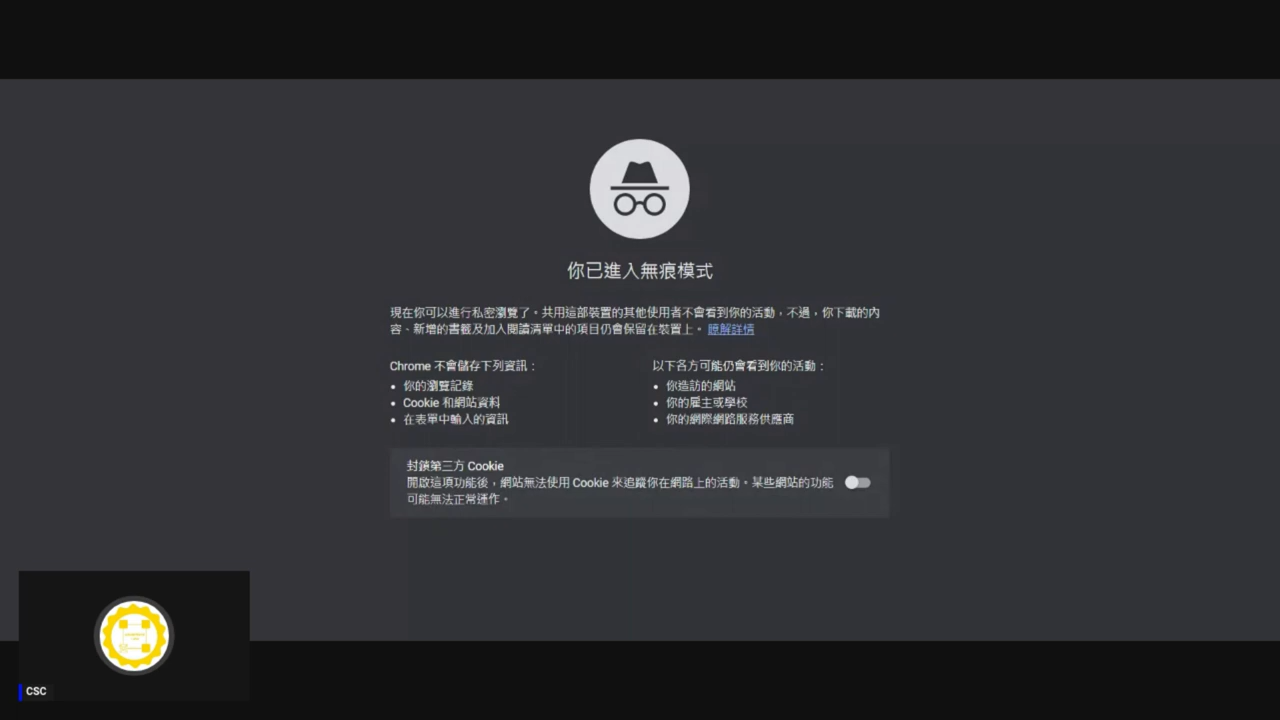 你已進入無痕模式
現在你可以進行私密瀏覽了。共用這部裝置的其他使用者不會看到你的活動，不過，你下載的內
容、新增的書籤及加入閱讀清單中的項目仍會保留在裝置上。 瞭解詳情
Chrome 不會儲存下列資訊：
• 你的瀏覽記錄
• Cookie 和網站資料
• 在表單中輸入的資訊
以下各方可能仍會看到你的活動：
• 你造訪的網站
• 你的雇主或學校
• 你的網際網路服務供應商
封鎖第三方 Cookie
開啟這項功能後，網站無法使用 Cookie 來追蹤你在網路上的活動。某些網站的功能
可能無法正常運作。
CSC